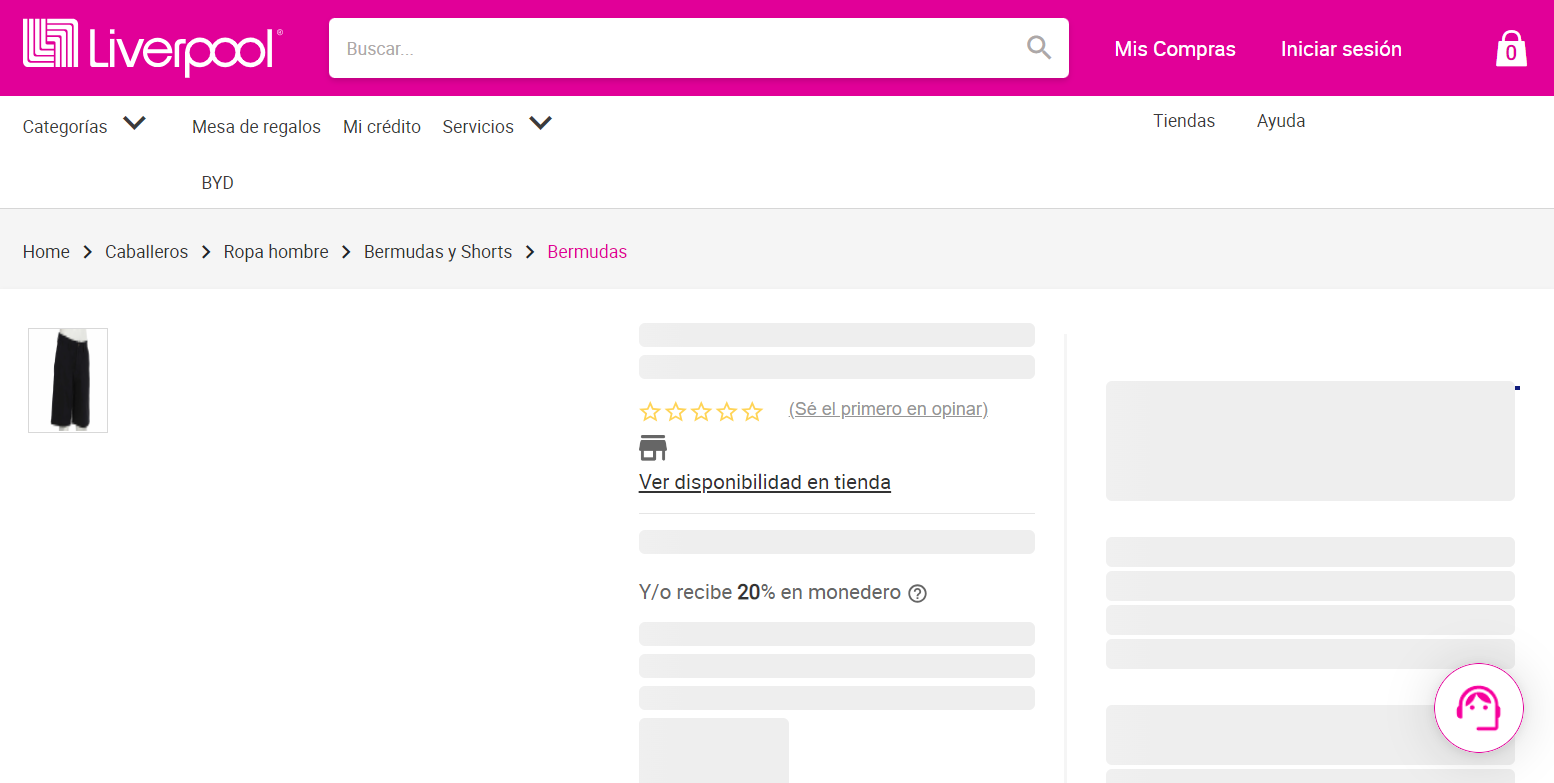 Liverpool®
Buscar...
Mis Compras
Iniciar sesión
0
Categorías
Mesa de regalos
Mi crédito
Servicios
Tiendas
Ayuda
BYD
Home > Caballeros > Ropa hombre > Bermudas y Shorts > Bermudas
(Sé el primero en opinar)
Ver disponibilidad en tienda
Y/o recibe 20% en monedero